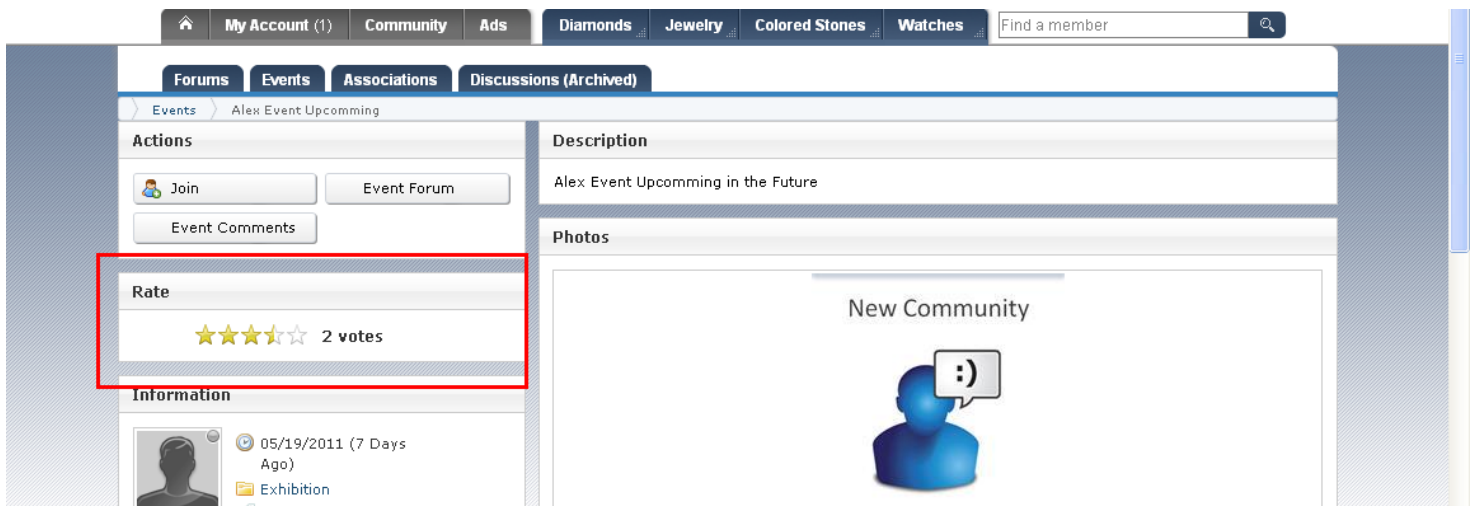 My Account (1)
Community
Ads
Diamonds
Jewelry
Colored Stones
Watches
Find a member
Forums
Events
Associations
Discussions (Archived)
Events
Alex Event Upcomming
Actions
Join
Event Forum
Event Comments
Rate
2 votes
Information
05/19/2011 (7 Days
Ago)
Exhibition
Description
Alex Event Upcomming in the Future
Photos
New Community
:)